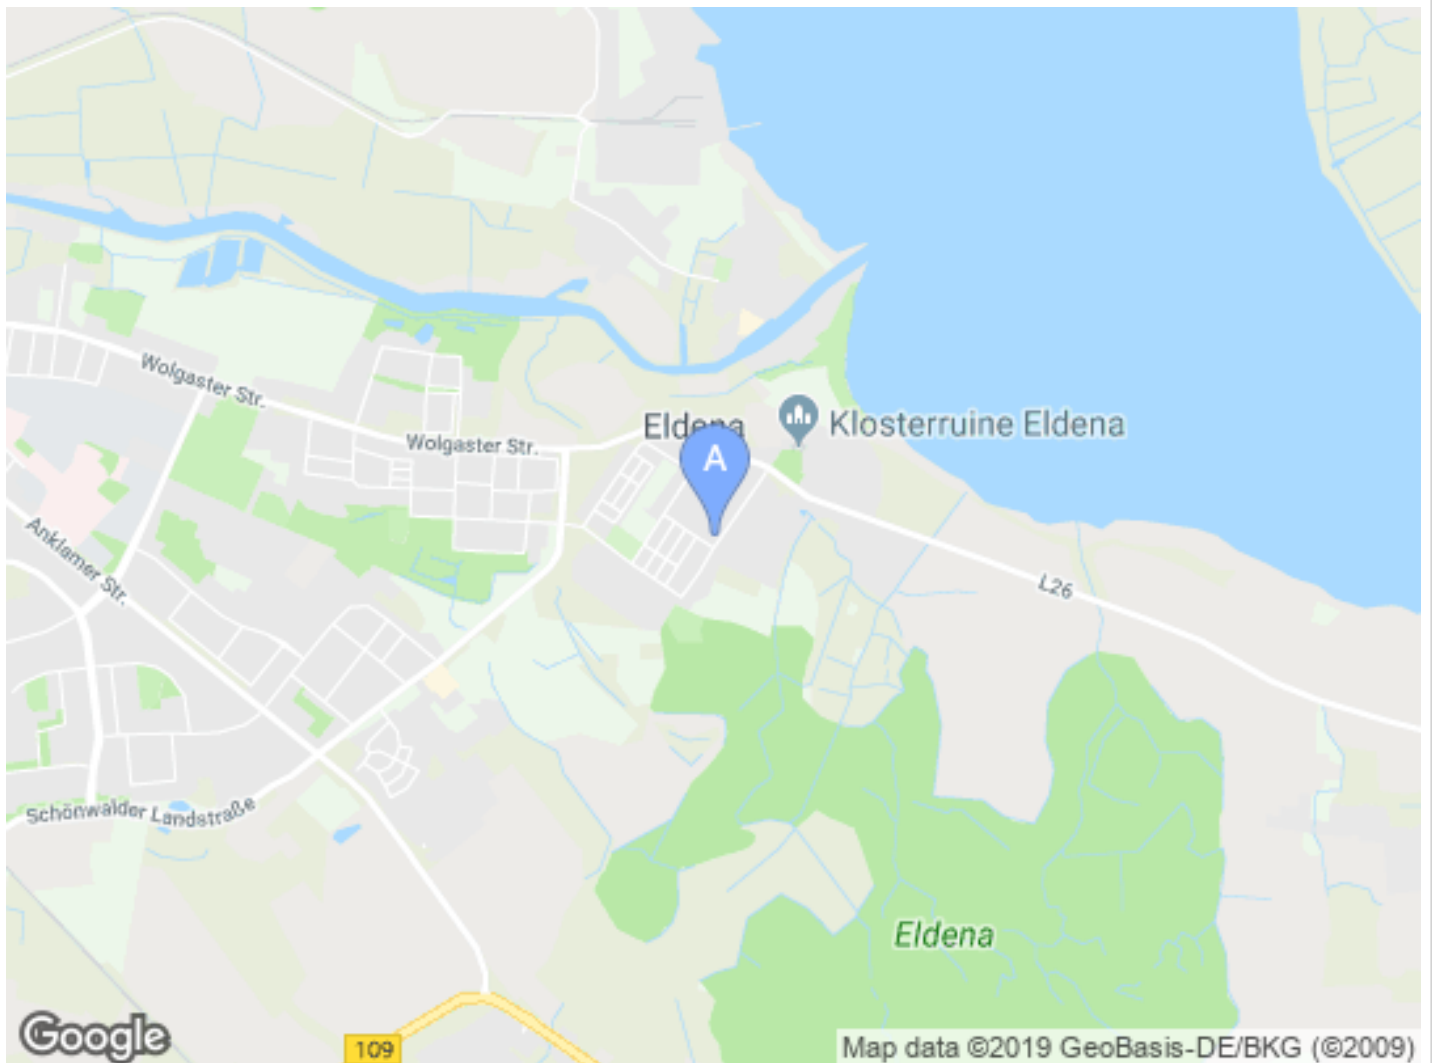 Wolgaster Str.
Eldena
Klosterruine Eldena
Wolgaster Str.
A
Anklamer Str.
L26
Schönwalder Landstraße
Eldena
Google
109
Map data ©2019 GeoBasis-DE/BKG (©2009)